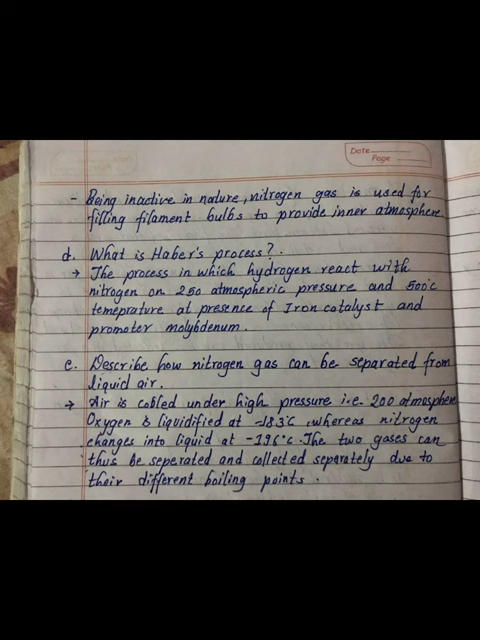 Date
Page
- Being inactive in nature, nitrogen gas is used for
filling filament bulbs to provide inner atmosphere
d. What is Haber's process?
→ The process in which hydrogen react with
nitrogen on 250 atmospheric pressure and 500°c
temeprature at presence of Iron catalyst and
promoter molybdenum.
e. Describe how nitrogen gas can be separated from
liquid air.
→ Air is cobled under high pressure i.e. 200 atmosphere
Oxygen is liquidified at -183°c, whereas nitrogen
changes into liquid at -196°c. The two gases can
thus be seperated and collected separately due to
their different boiling points.